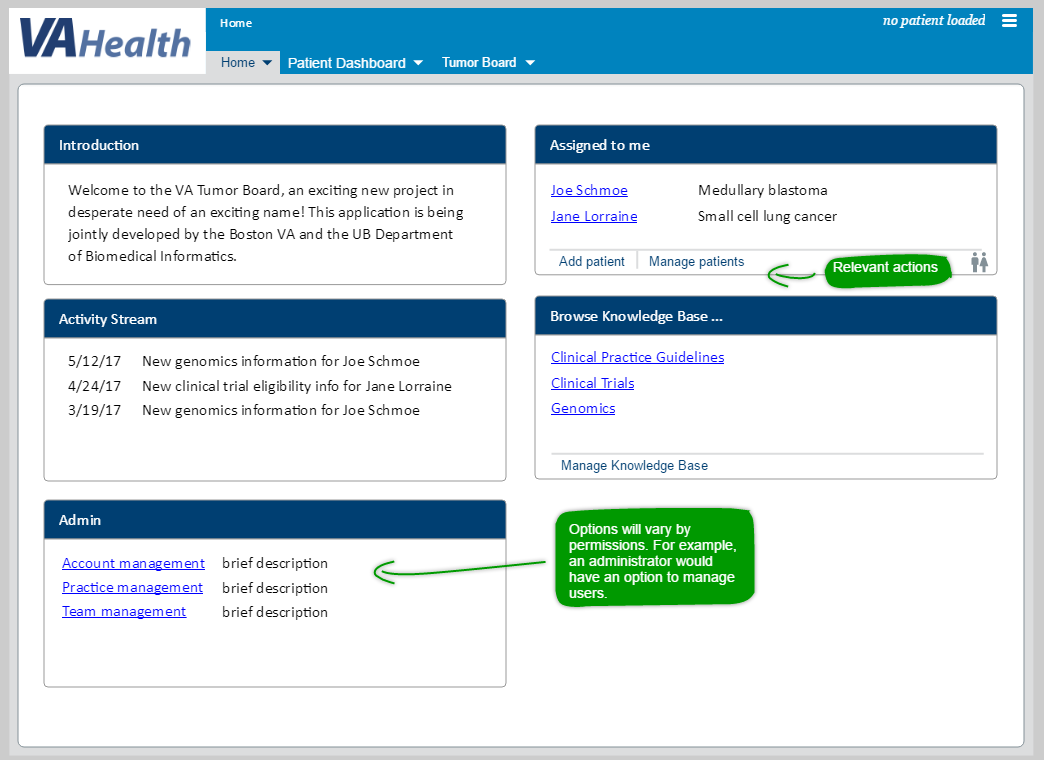 VAHealth
Home
no patient loaded
Home
Patient Dashboard
Tumor Board
Introduction
Welcome to the VA Tumor Board, an exciting new project in
desperate need of an exciting name! This application is being
jointly developed by the Boston VA and the UB Department
of Biomedical Informatics.
Assigned to me
Joe Schmoe Medullary blastoma
Jane Lorraine Small cell lung cancer
Add patient Manage patients
Relevant actions
Activity Stream
5/12/17 New genomics information for Joe Schmoe
4/24/17 New clinical trial eligibility info for Jane Lorraine
3/19/17 New genomics information for Joe Schmoe
Browse Knowledge Base ...
Clinical Practice Guidelines
Clinical Trials
Genomics
Manage Knowledge Base
Admin
Account management brief description
Practice management brief description
Team management brief description
Options will vary by
permissions. For example,
an administrator would
have an option to manage
users.